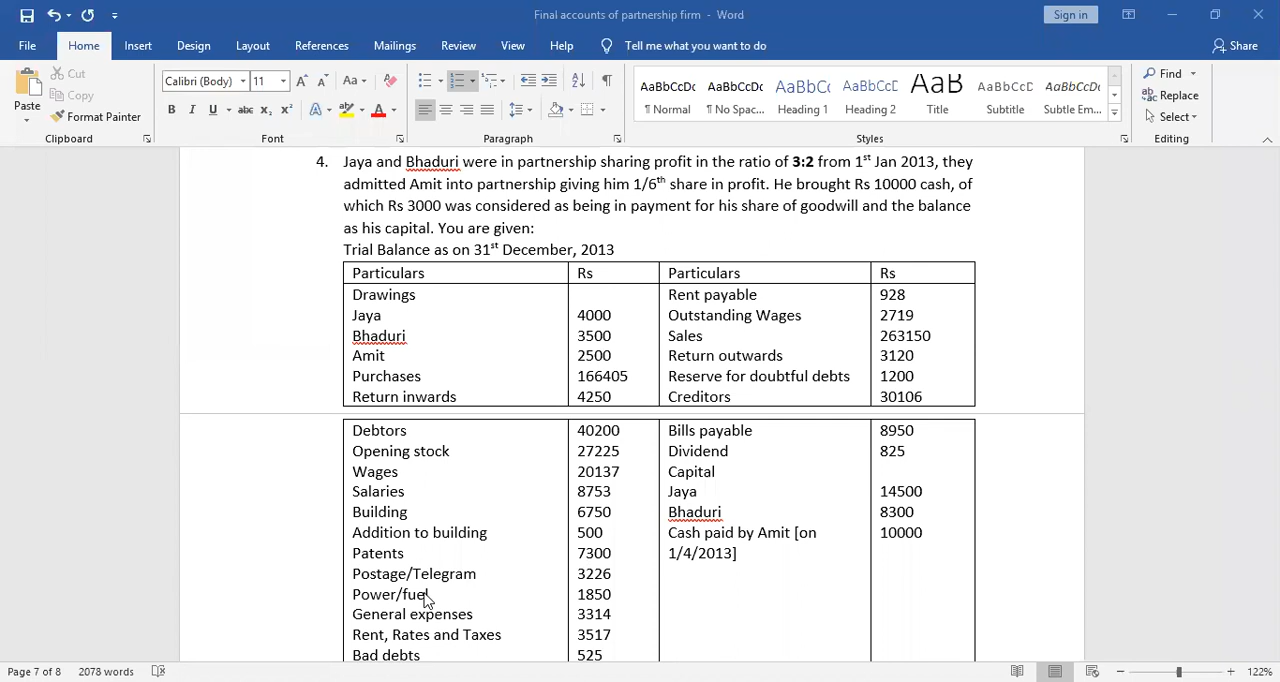 Final accounts of partnership firm - Word
Sign in
File Home Insert Design Layout References Mailings Review View Help Tell me what you want to do Share
Cut
Copy
Format Painter
Paste
Calibri (Body) 11
Aa
B I U abc x₂ x² A ab A
AaBbCcDc AaBbCcDc AaBbCc AaBbCcC AaB AaBbCcD AaBbCcDc
¶ Normal ¶ No Spac... Heading 1 Heading 2 Title Subtitle Subtle Em...
Find
Replace
Select
Clipboard Font Paragraph Styles Editing
4. Jaya and Bhaduri were in partnership sharing profit in the ratio of 3:2 from 1st Jan 2013, they
admitted Amit into partnership giving him 1/6th share in profit. He brought Rs 10000 cash, of
which Rs 3000 was considered as being in payment for his share of goodwill and the balance
as his capital. You are given:
Trial Balance as on 31st December, 2013
Particulars Rs Particulars Rs
Drawings Rent payable 928
Jaya 4000 Outstanding Wages 2719
Bhaduri 3500 Sales 263150
Amit 2500 Return outwards 3120
Purchases 166405 Reserve for doubtful debts 1200
Return inwards 4250 Creditors 30106
Debtors 40200 Bills payable 8950
Opening stock 27225 Dividend 825
Wages 20137 Capital
Salaries 8753 Jaya 14500
Building 6750 Bhaduri 8300
Addition to building 500 Cash paid by Amit [on 10000
Patents 7300 1/4/2013]
Postage/Telegram 3226
Power/fuel 1850
General expenses 3314
Rent, Rates and Taxes 3517
Bad debts 525
Page 7 of 8 2078 words 122%